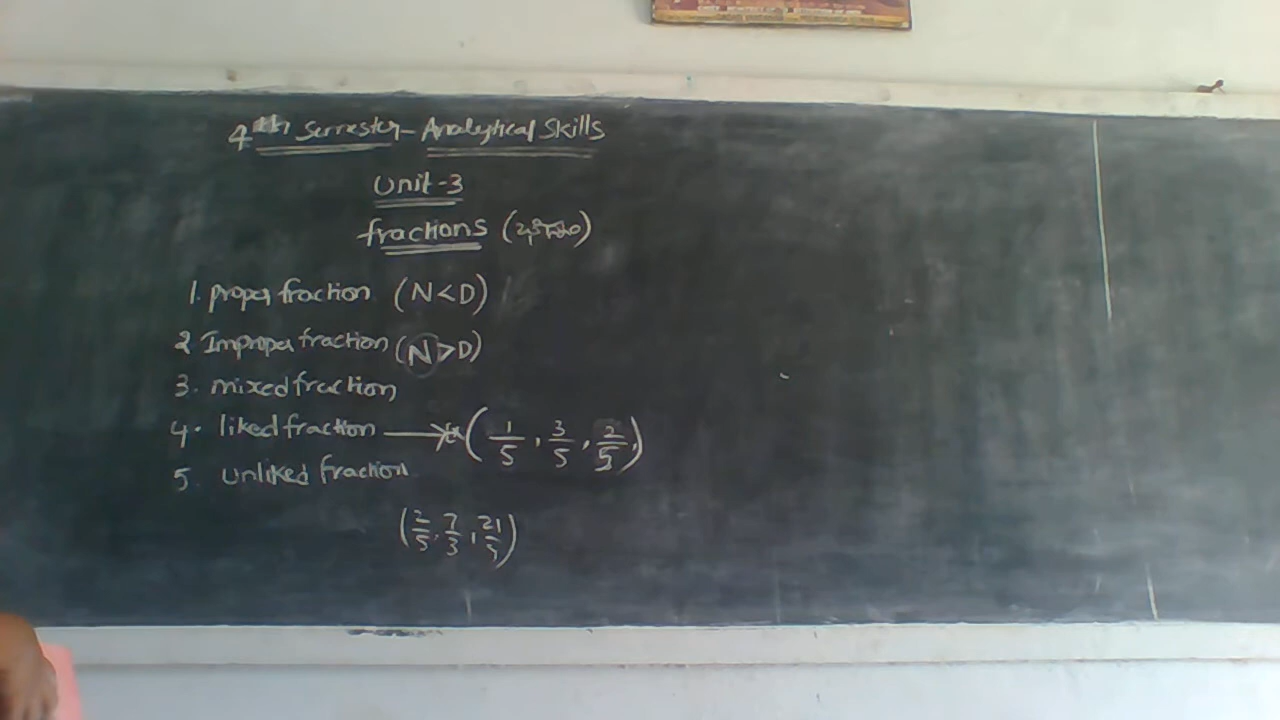 4th Semester - Analytical Skills
Unit-3
fractions
1. proper fraction (N<D)
2 Improper fraction (N>D)
3. mixed fraction
4. liked fraction → (1/5, 3/5, 2/5,)
5. Unliked fraction
(2/5, 7/3, 21/